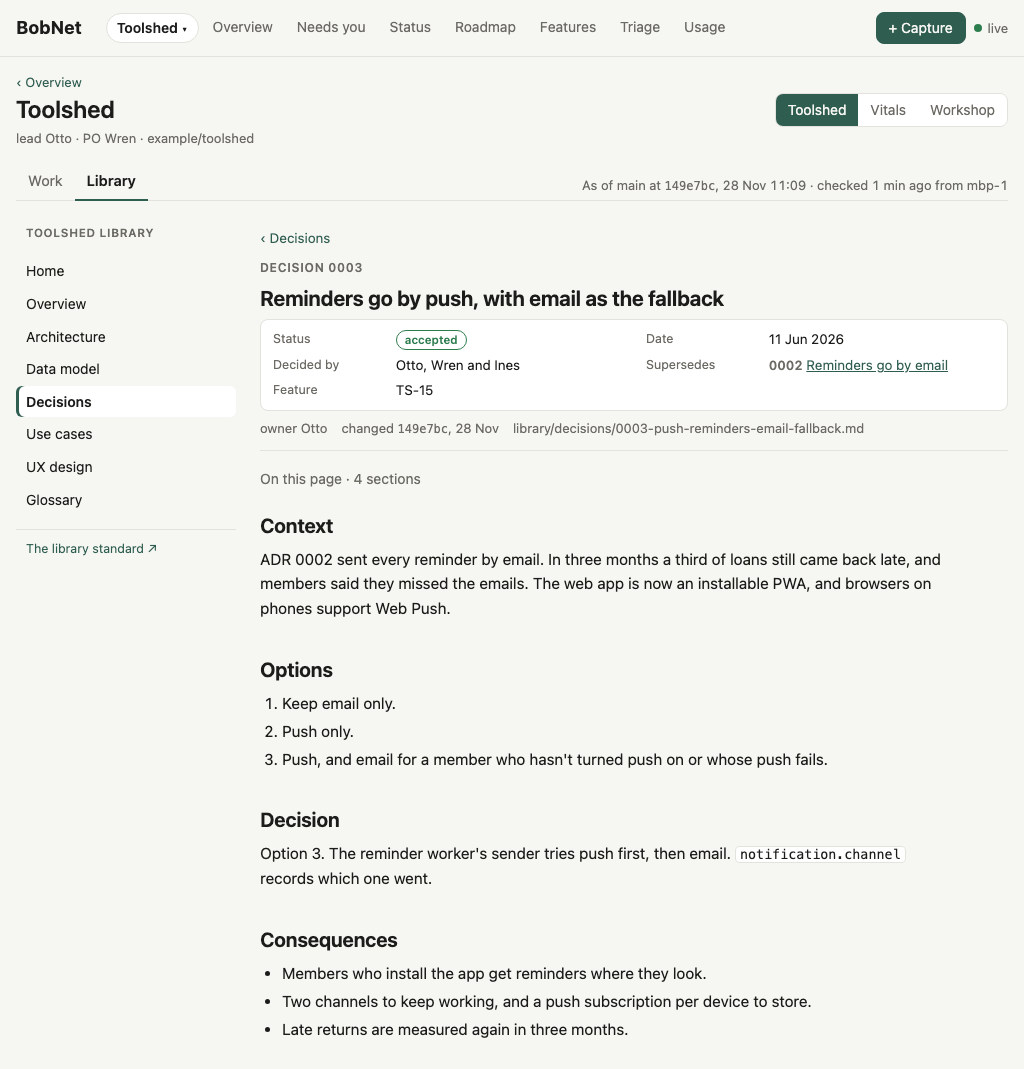 BobNet
Toolshed ▾
Overview
Needs you
Status
Roadmap
Features
Triage
Usage
+ Capture
live
‹ Overview
Toolshed
lead Otto · PO Wren · example/toolshed
Toolshed
Vitals
Workshop
Work
Library
As of main at 149e7bc, 28 Nov 11:09 · checked 1 min ago from mbp-1
TOOLSHED LIBRARY
Home
Overview
Architecture
Data model
Decisions
Use cases
UX design
Glossary
The library standard ↗
‹ Decisions
DECISION 0003
Reminders go by push, with email as the fallback
Status accepted
Date 11 Jun 2026
Decided by Otto, Wren and Ines
Supersedes 0002 Reminders go by email
Feature TS-15
owner Otto changed 149e7bc, 28 Nov library/decisions/0003-push-reminders-email-fallback.md
On this page · 4 sections
Context
ADR 0002 sent every reminder by email. In three months a third of loans still came back late, and
members said they missed the emails. The web app is now an installable PWA, and browsers on
phones support Web Push.
Options
1. Keep email only.
2. Push only.
3. Push, and email for a member who hasn't turned push on or whose push fails.
Decision
Option 3. The reminder worker's sender tries push first, then email. notification.channel
records which one went.
Consequences
• Members who install the app get reminders where they look.
• Two channels to keep working, and a push subscription per device to store.
• Late returns are measured again in three months.